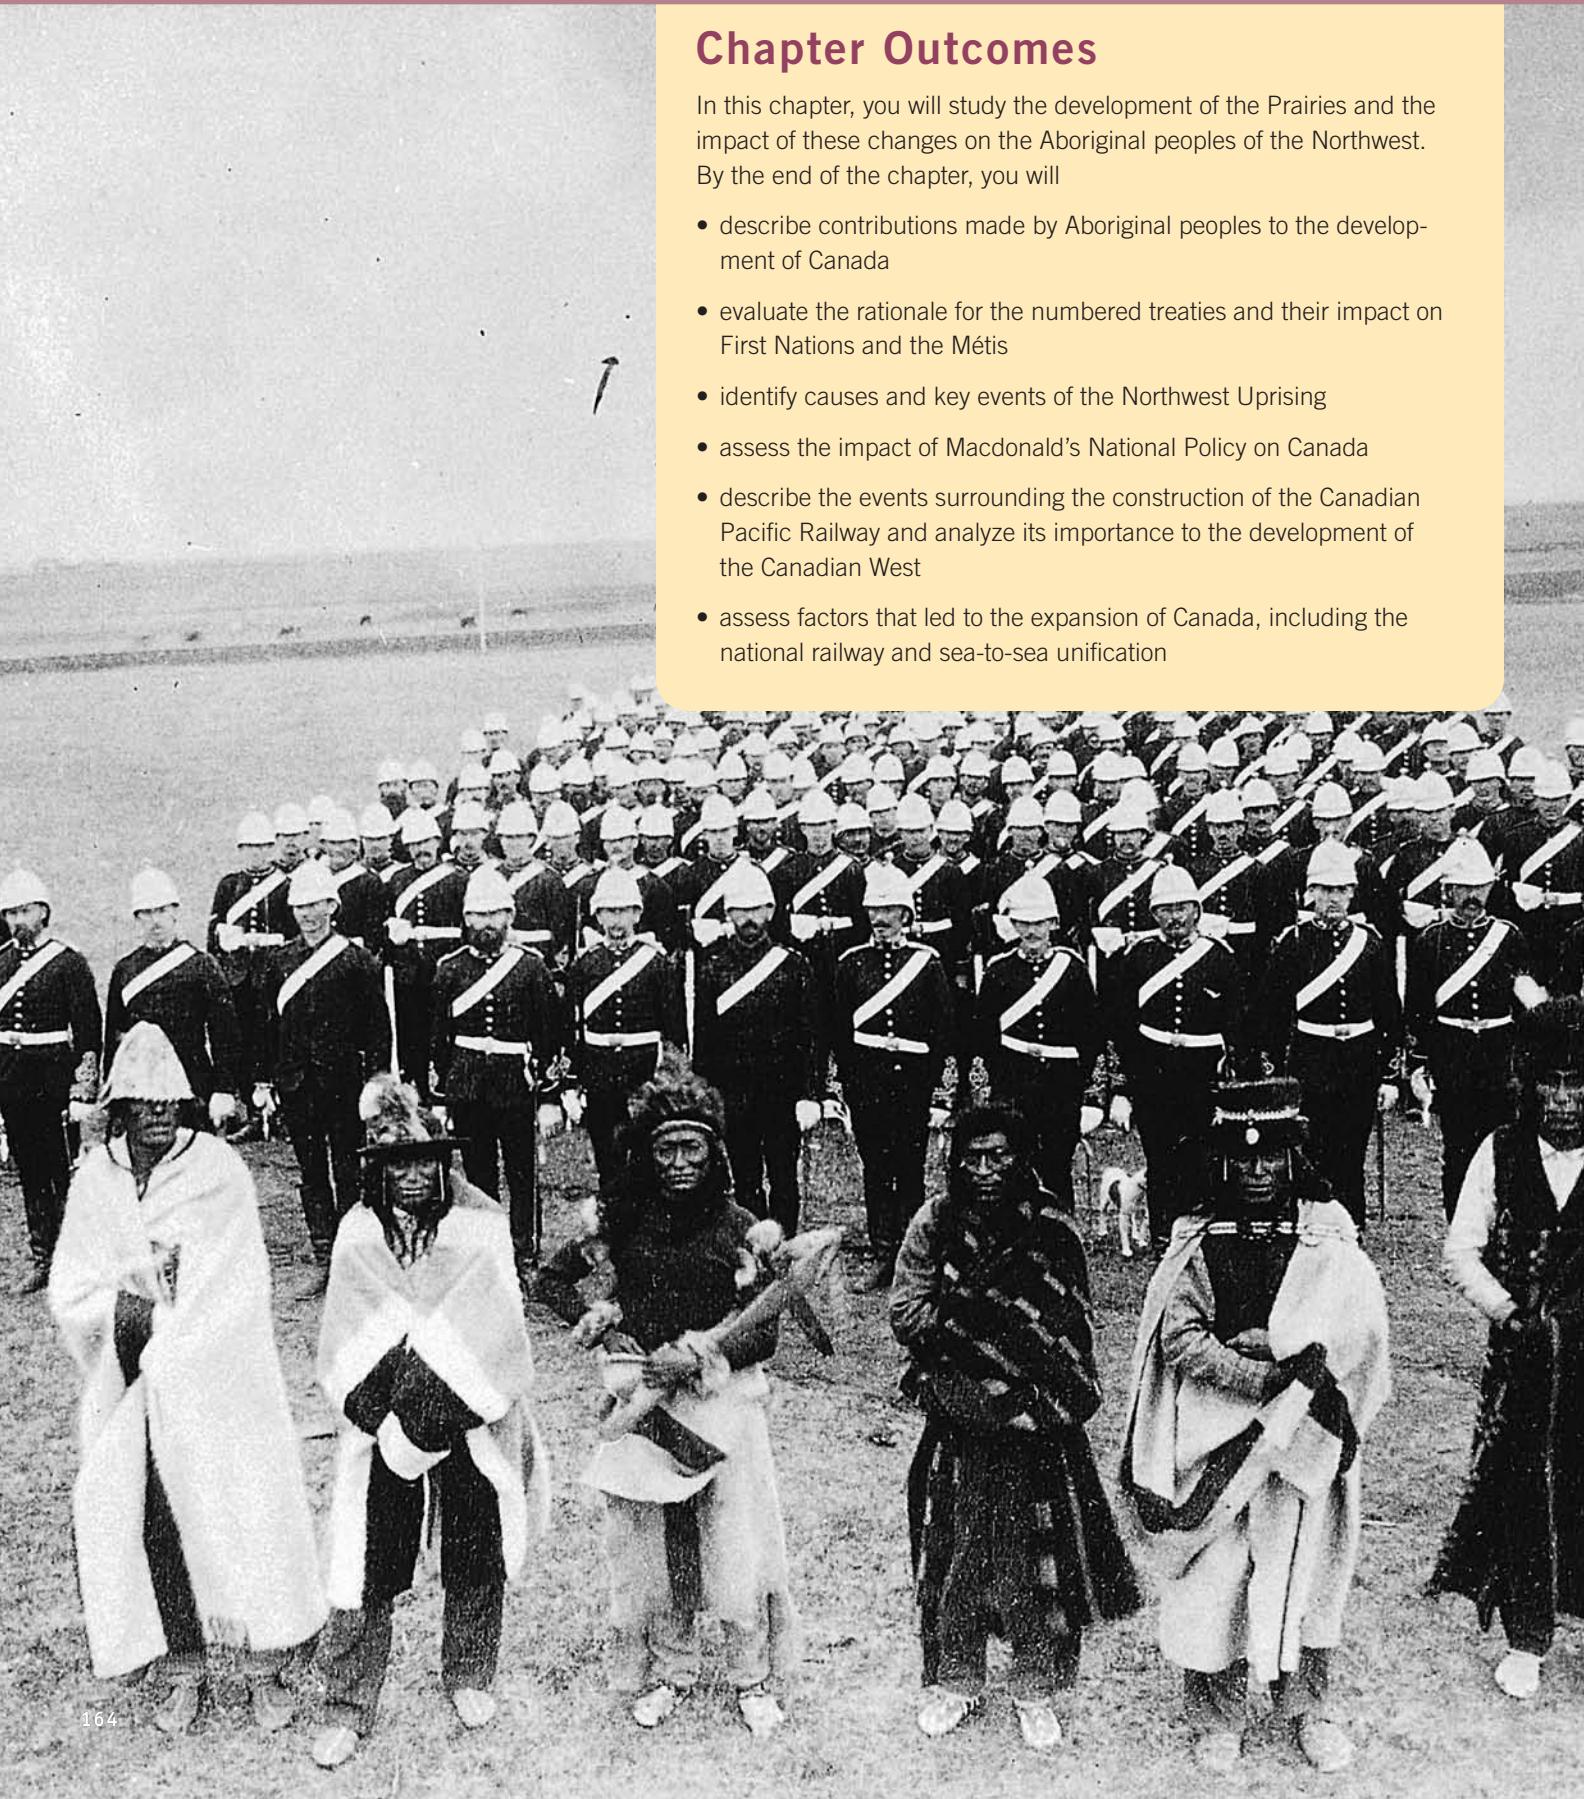 Chapter Outcomes
In this chapter, you will study the development of the Prairies and the
impact of these changes on the Aboriginal peoples of the Northwest.
By the end of the chapter, you will
• describe contributions made by Aboriginal peoples to the develop-
ment of Canada
• evaluate the rationale for the numbered treaties and their impact on
First Nations and the Métis
• identify causes and key events of the Northwest Uprising
• assess the impact of Macdonald’s National Policy on Canada
• describe the events surrounding the construction of the Canadian
Pacific Railway and analyze its importance to the development of
the Canadian West
• assess factors that led to the expansion of Canada, including the
national railway and sea-to-sea unification
164